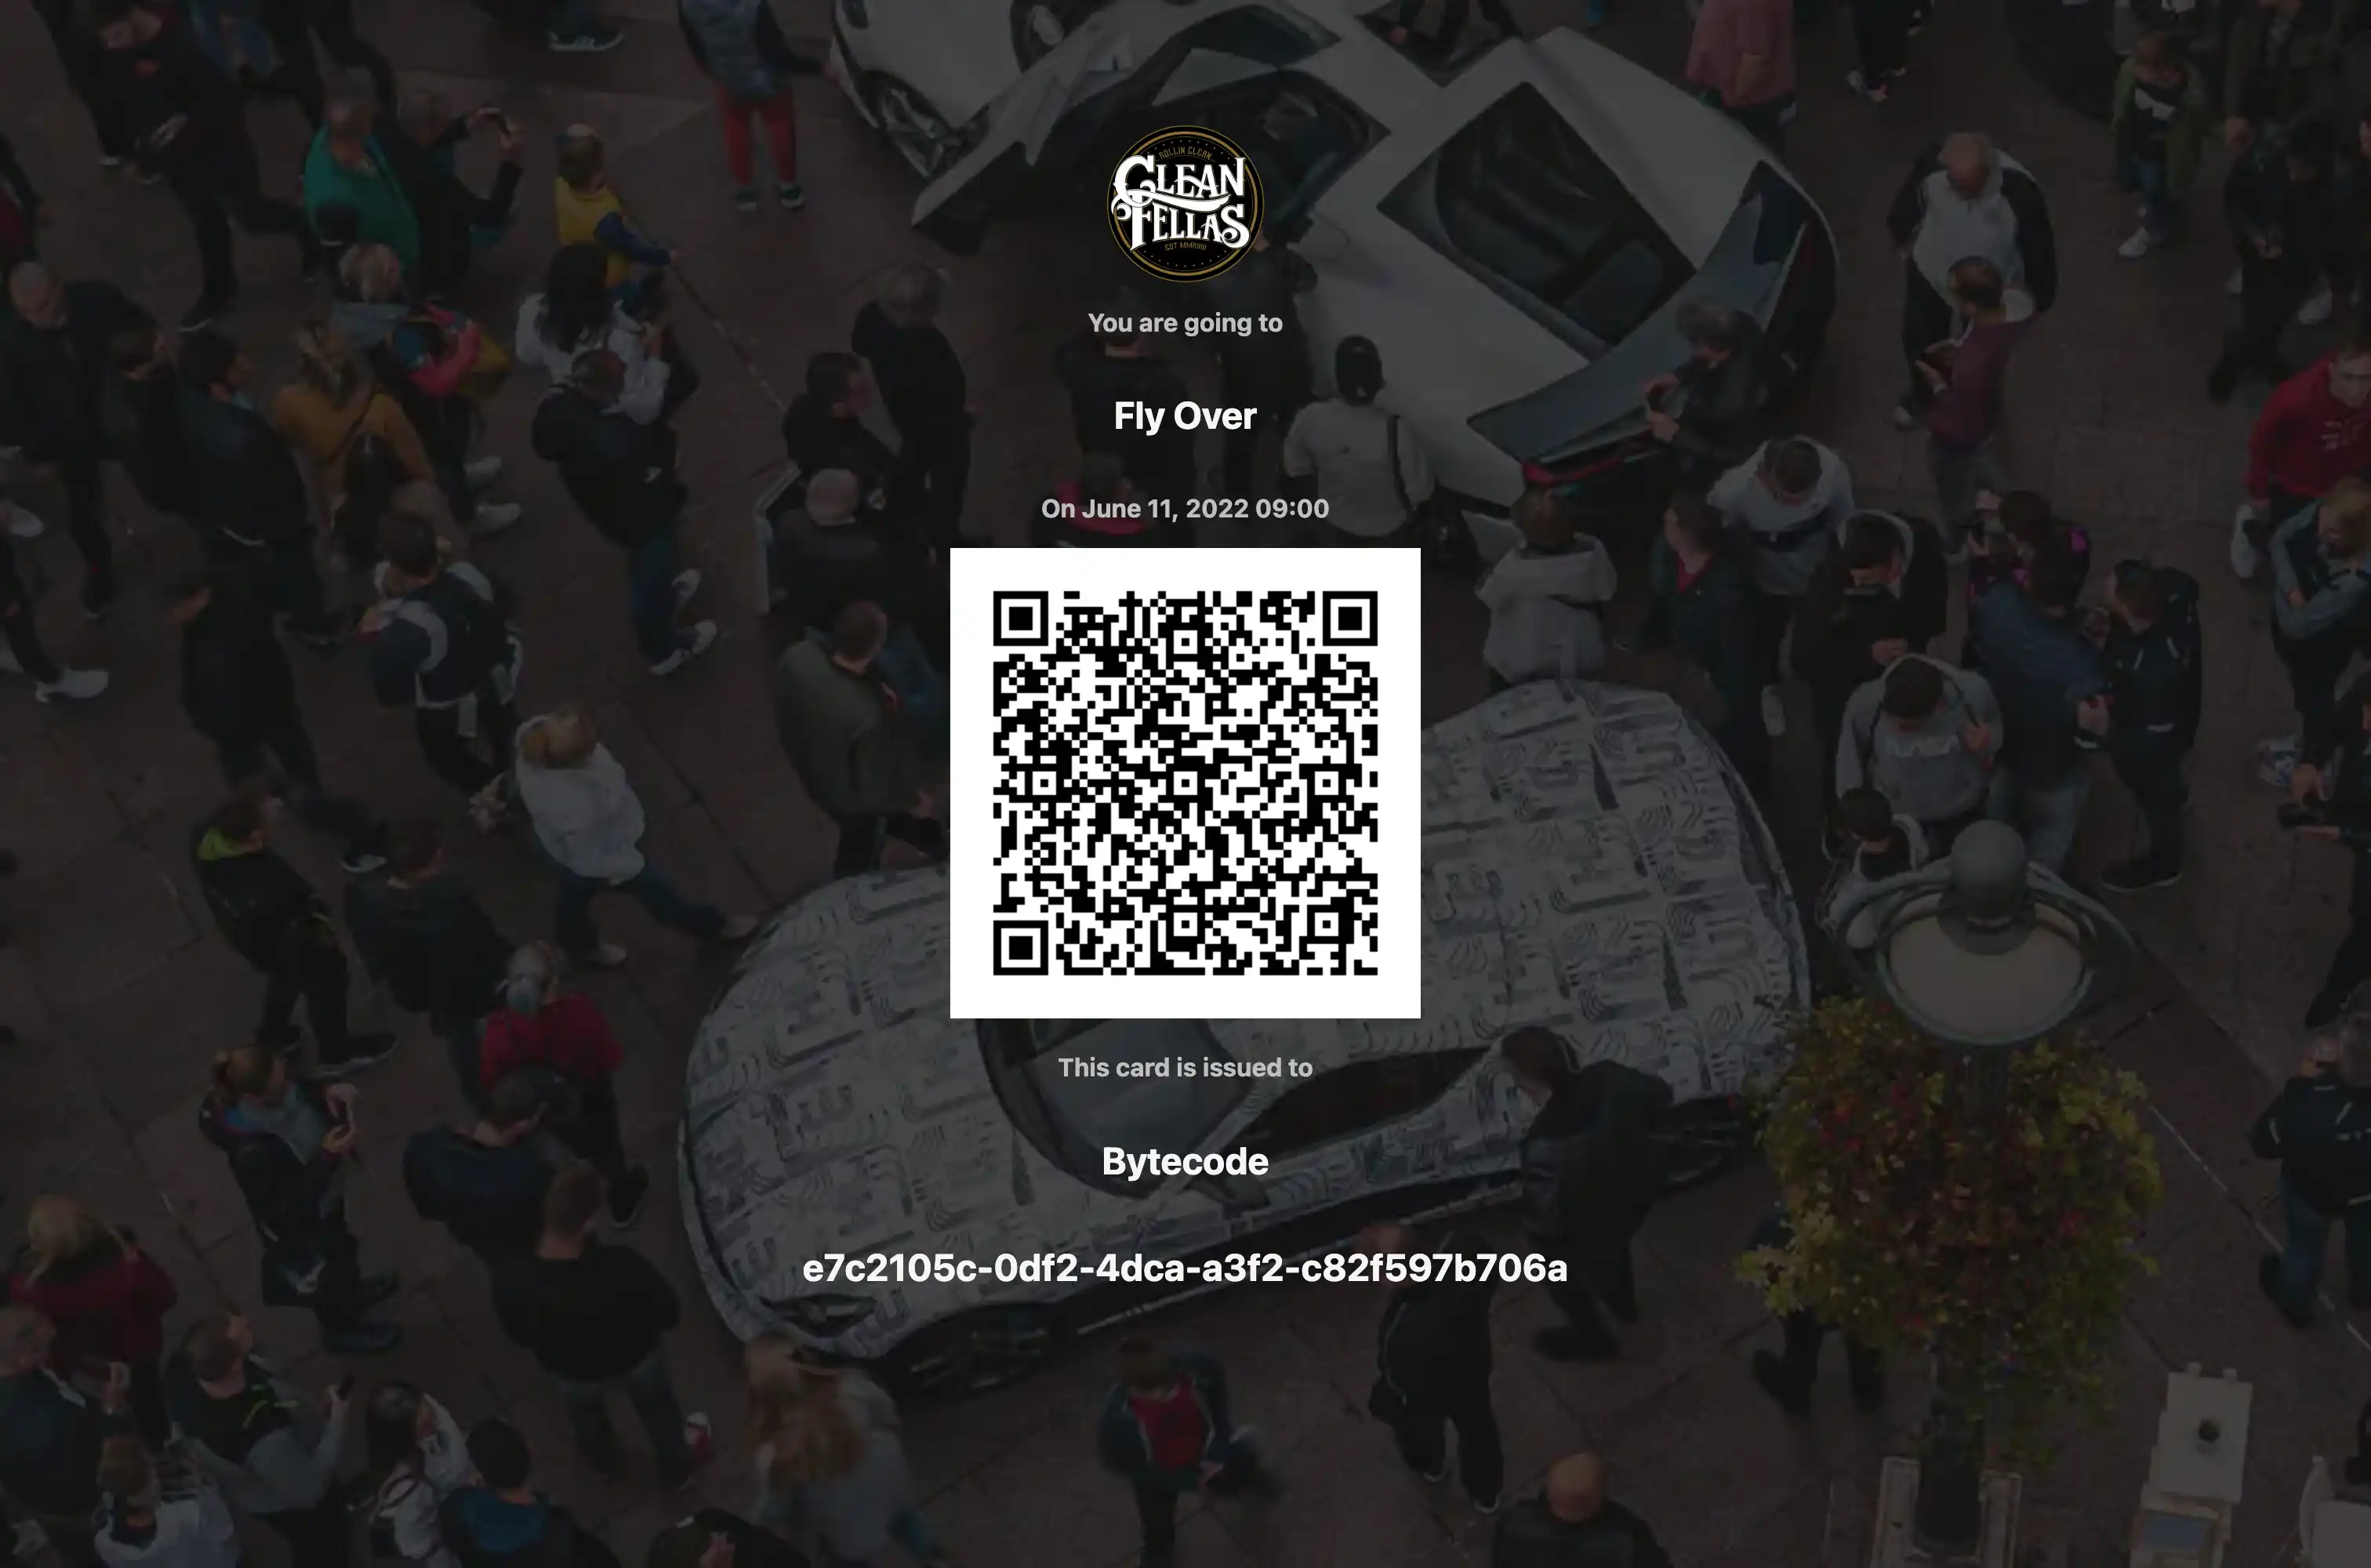 ROLLIN CLEAN
CLEAN
FELLAS
EST MMXVIII
You are going to
Fly Over
On June 11, 2022 09:00
This card is issued to
Bytecode
e7c2105c-0df2-4dca-a3f2-c82f597b706a